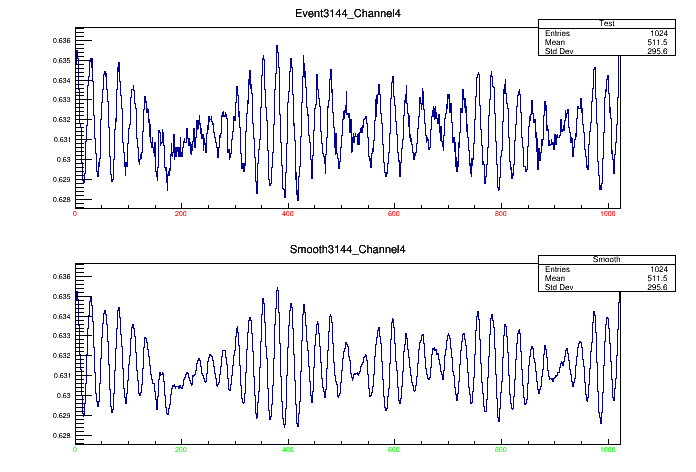 Event3144_Channel4
Test
Entries 1024
Mean 511.5
Std Dev 295.6
0.636
0.635
0.634
0.633
0.632
0.631
0.63
0.629
0.628
0 200 400 600 800 1000
Smooth3144_Channel4
Smooth
Entries 1024
Mean 511.5
Std Dev 295.6
0.636
0.635
0.634
0.633
0.632
0.631
0.63
0.629
0.628
0 200 400 600 800 1000